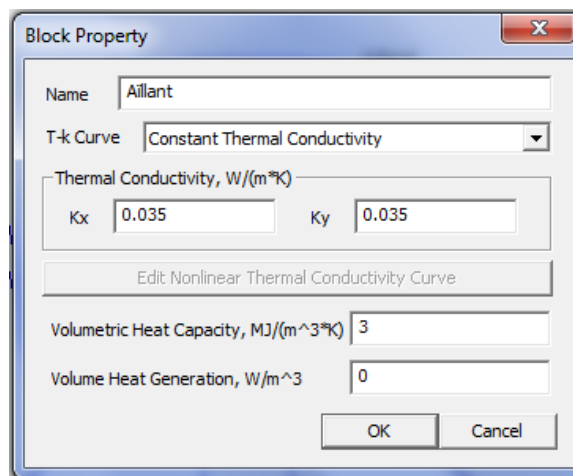 Block Property
Name Aïllant
T-k Curve Constant Thermal Conductivity
Thermal Conductivity, W/(m*K)
Kx 0.035 Ky 0.035
Edit Nonlinear Thermal Conductivity Curve
Volumetric Heat Capacity, MJ/(m^3*K) 3
Volume Heat Generation, W/m^3 0
OK Cancel